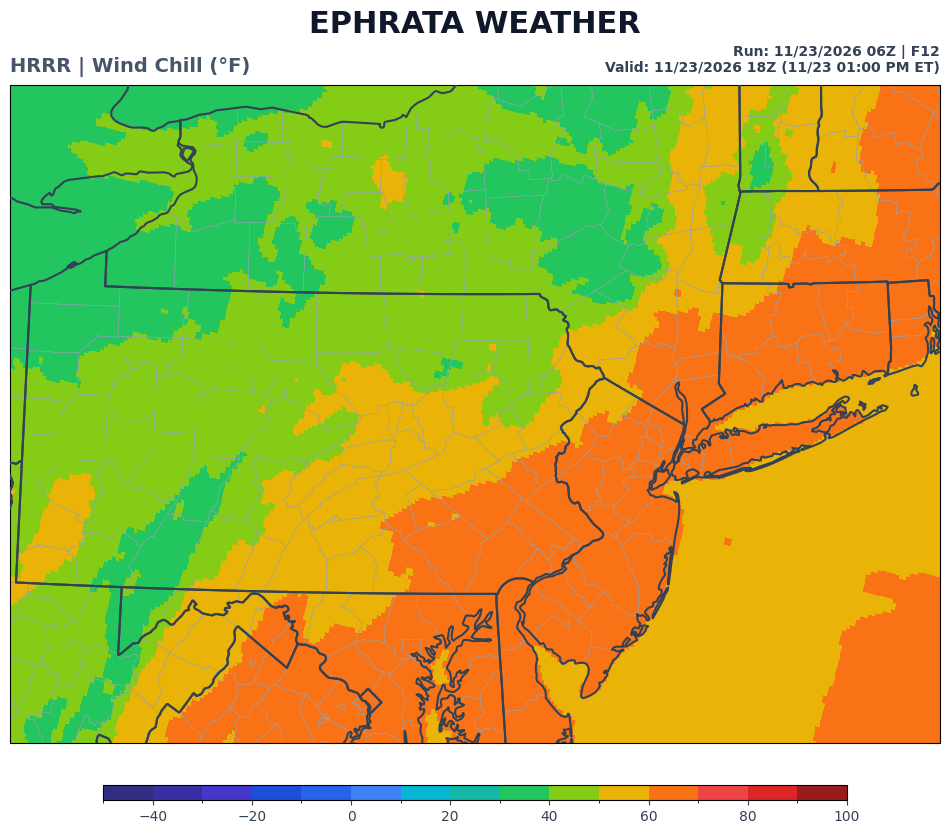 EPHRATA WEATHER
HRRR | Wind Chill (°F)
Run: 11/23/2026 06Z | F12
Valid: 11/23/2026 18Z (11/23 01:00 PM ET)
−40 −20 0 20 40 60 80 100